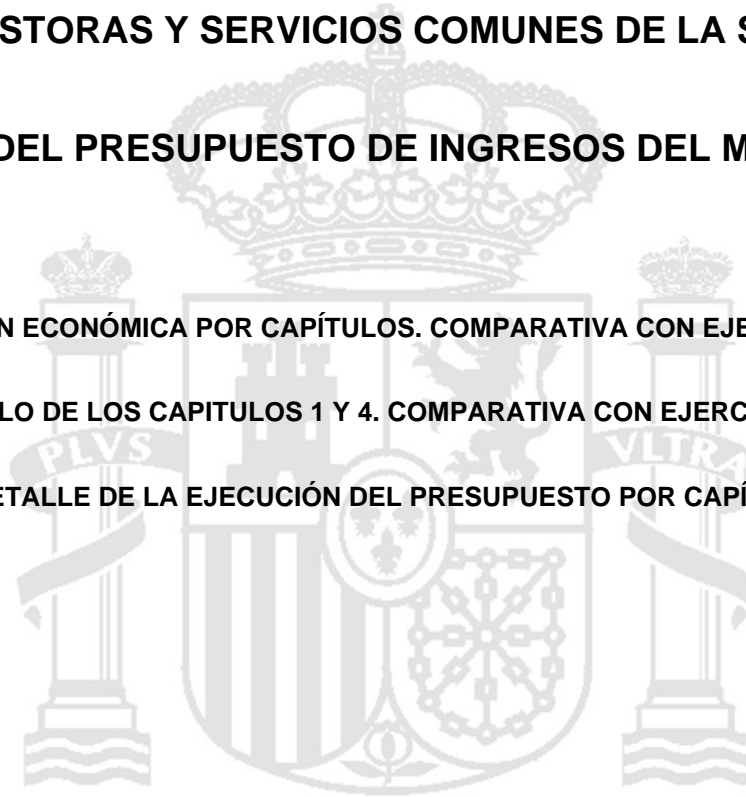 STORAS Y SERVICIOS COMUNES DE LA S
DEL PRESUPUESTO DE INGRESOS DEL M
N ECONÓMICA POR CAPÍTULOS. COMPARATIVA CON EJE
LO DE LOS CAPITULOS 1 Y 4. COMPARATIVA CON EJERC
PLVS VLTRA
ETALLE DE LA EJECUCIÓN DEL PRESUPUESTO POR CAPÍ